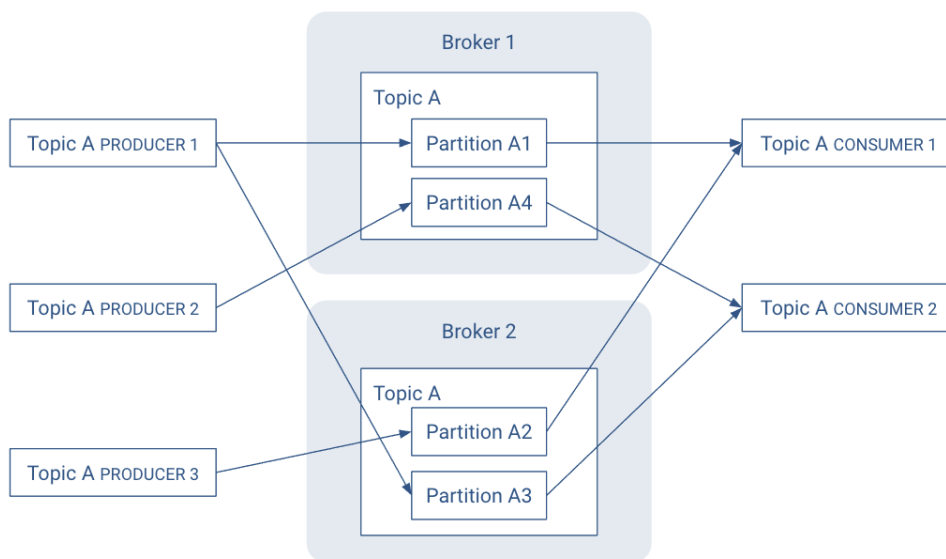 Broker 1
Topic A
Topic A PRODUCER 1
Partition A1
Topic A CONSUMER 1
Partition A4
Topic A PRODUCER 2
Topic A CONSUMER 2
Broker 2
Topic A
Partition A2
Topic A PRODUCER 3
Partition A3